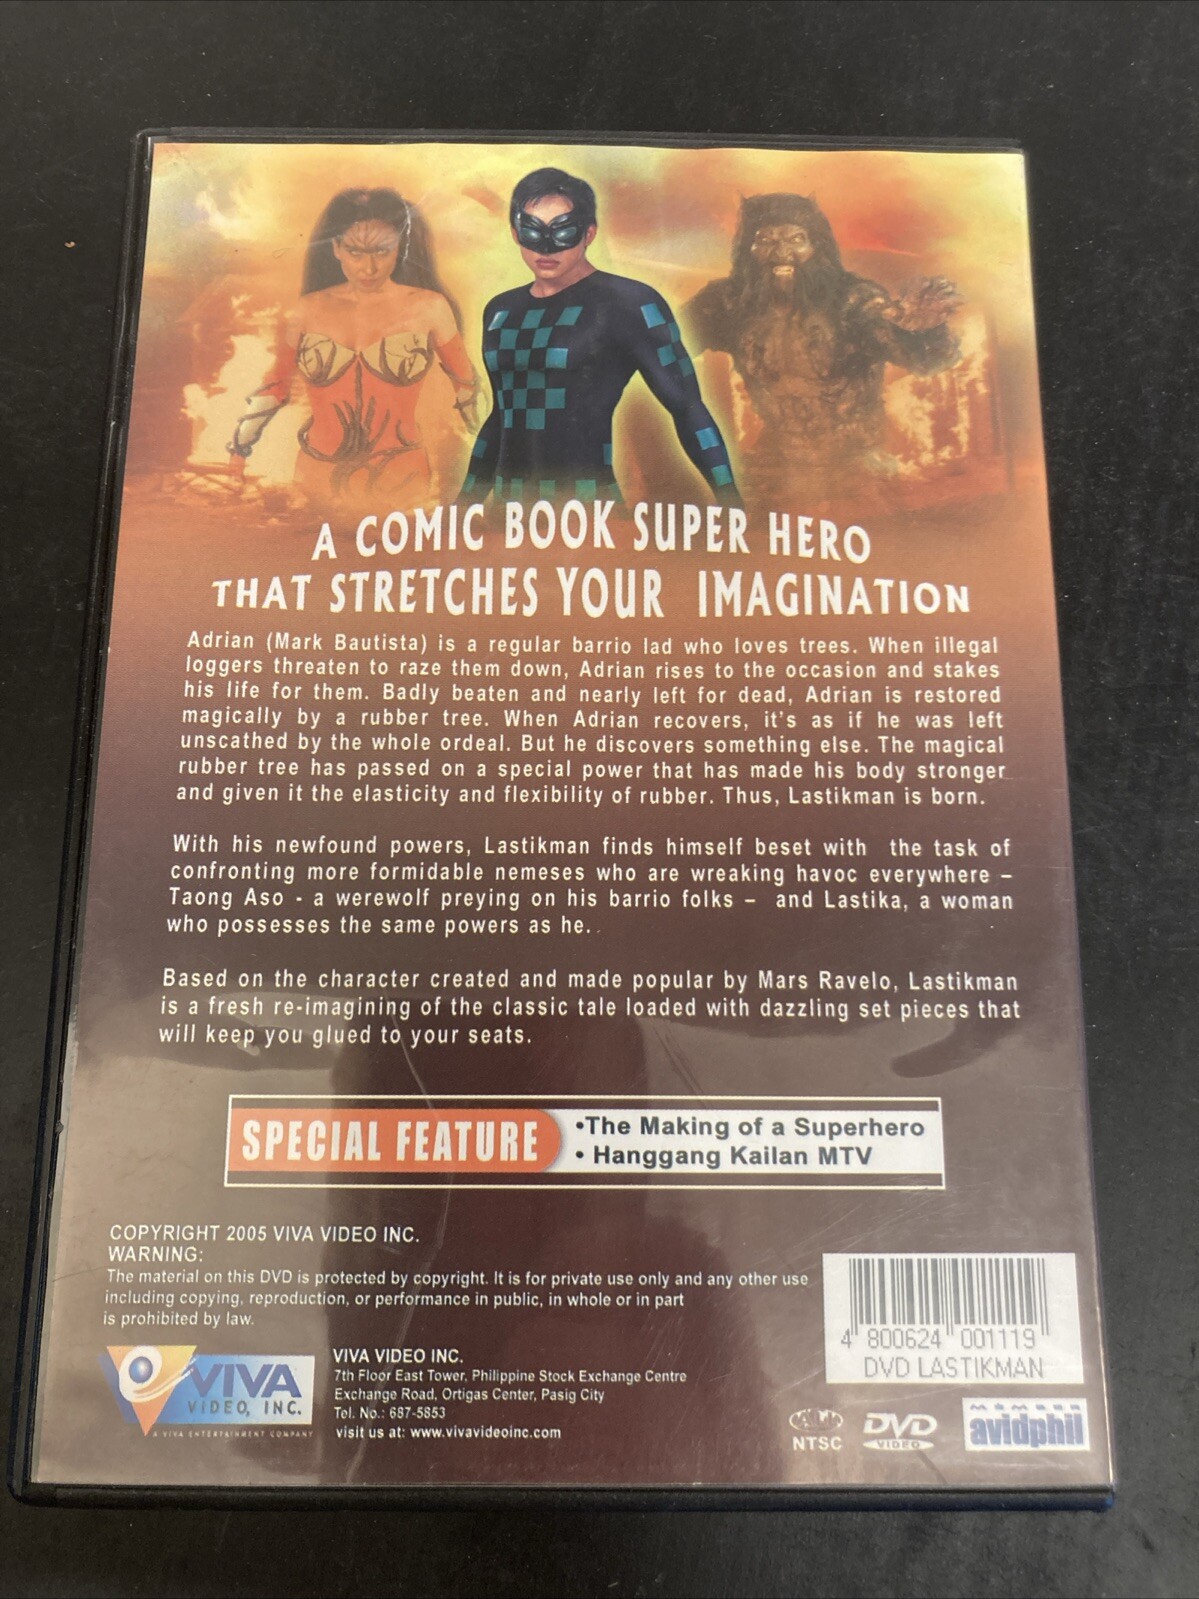 A COMIC BOOK SUPER HERO
THAT STRETCHES YOUR IMAGINATION
Adrian (Mark Bautista) is a regular barrio lad who loves trees. When illegal
loggers threaten to raze them down, Adrian rises to the occasion and stakes
his life for them. Badly beaten and nearly left for dead, Adrian is restored
magically by a rubber tree. When Adrian recovers, it's as if he was left
unscathed by the whole ordeal. But he discovers something else. The magical
rubber tree has passed on a special power that has made his body stronger
and given it the elasticity and flexibility of rubber. Thus, Lastikman is born.
With his newfound powers, Lastikman finds himself beset with the task of
confronting more formidable nemeses who are wreaking havoc everywhere –
Taong Aso - a werewolf preying on his barrio folks – and Lastika, a woman
who possesses the same powers as he.
Based on the character created and made popular by Mars Ravelo, Lastikman
is a fresh re-imagining of the classic tale loaded with dazzling set pieces that
will keep you glued to your seats.
SPECIAL FEATURE
•The Making of a Superhero
• Hanggang Kailan MTV
COPYRIGHT 2005 VIVA VIDEO INC.
WARNING:
The material on this DVD is protected by copyright. It is for private use only and any other use
including copying, reproduction, or performance in public, in whole or in part
is prohibited by law.
4 800624 001119
DVD LASTIKMAN
VIVA
VIDEO, INC.
A VIVA ENTERTAINMENT COMPANY
VIVA VIDEO INC.
7th Floor East Tower, Philippine Stock Exchange Centre
Exchange Road, Ortigas Center, Pasig City
Tel. No.: 687-5853
visit us at: www.vivavideoinc.com
ALL
NTSC
DVD
VIDEO
MEMBER
avidphil